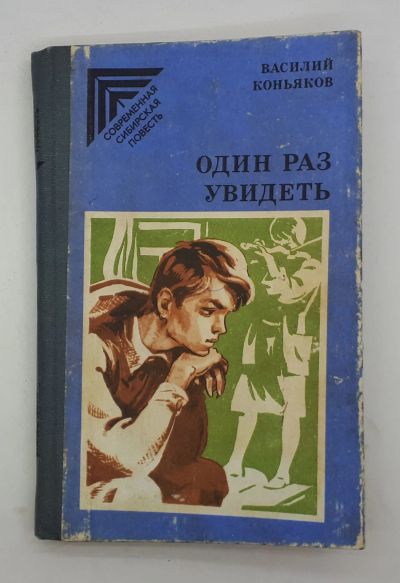 СОВРЕМЕННАЯ
СИБИРСКАЯ
ПОВЕСТЬ
ВАСИЛИЙ
КОНЬЯКОВ
ОДИН РАЗ
УВИДЕТЬ